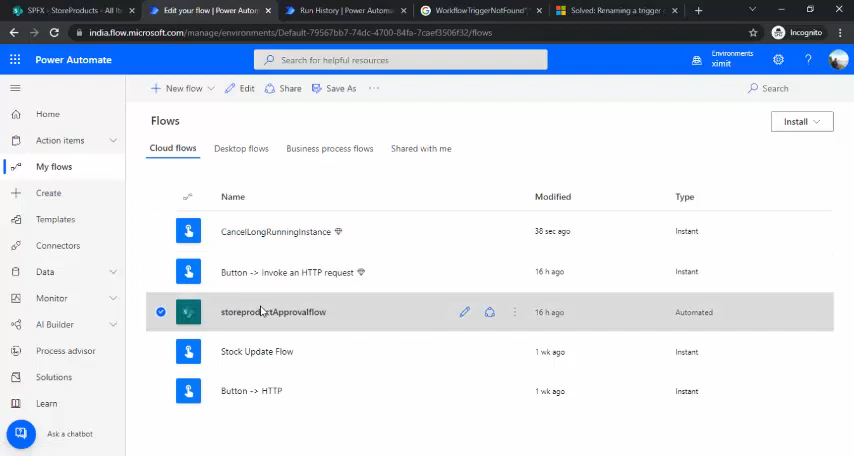 SPFX - StoreProducts - All It
Edit your flow | Power Automate
Run History | Power Automate
WorkflowTriggerNotFound",
Solved: Renaming a trigger -
india.flow.microsoft.com/manage/environments/Default-79567bb7-74dc-4700-84fa-7caef3506f32/flows
Incognito
Power Automate
Search for helpful resources
Environments
ximit
New flow
Edit
Share
Save As
Search
Home
Action items
My flows
Create
Templates
Connectors
Data
Monitor
AI Builder
Process advisor
Solutions
Learn
Ask a chatbot
Flows
Install
Cloud flows
Desktop flows
Business process flows
Shared with me
Name
Modified
Type
CancelLongRunningInstance
38 sec ago
Instant
Button -> Invoke an HTTP request
16 h ago
Instant
storeproductApprovalflow
16 h ago
Automated
Stock Update Flow
1 wk ago
Instant
Button -> HTTP
1 wk ago
Instant